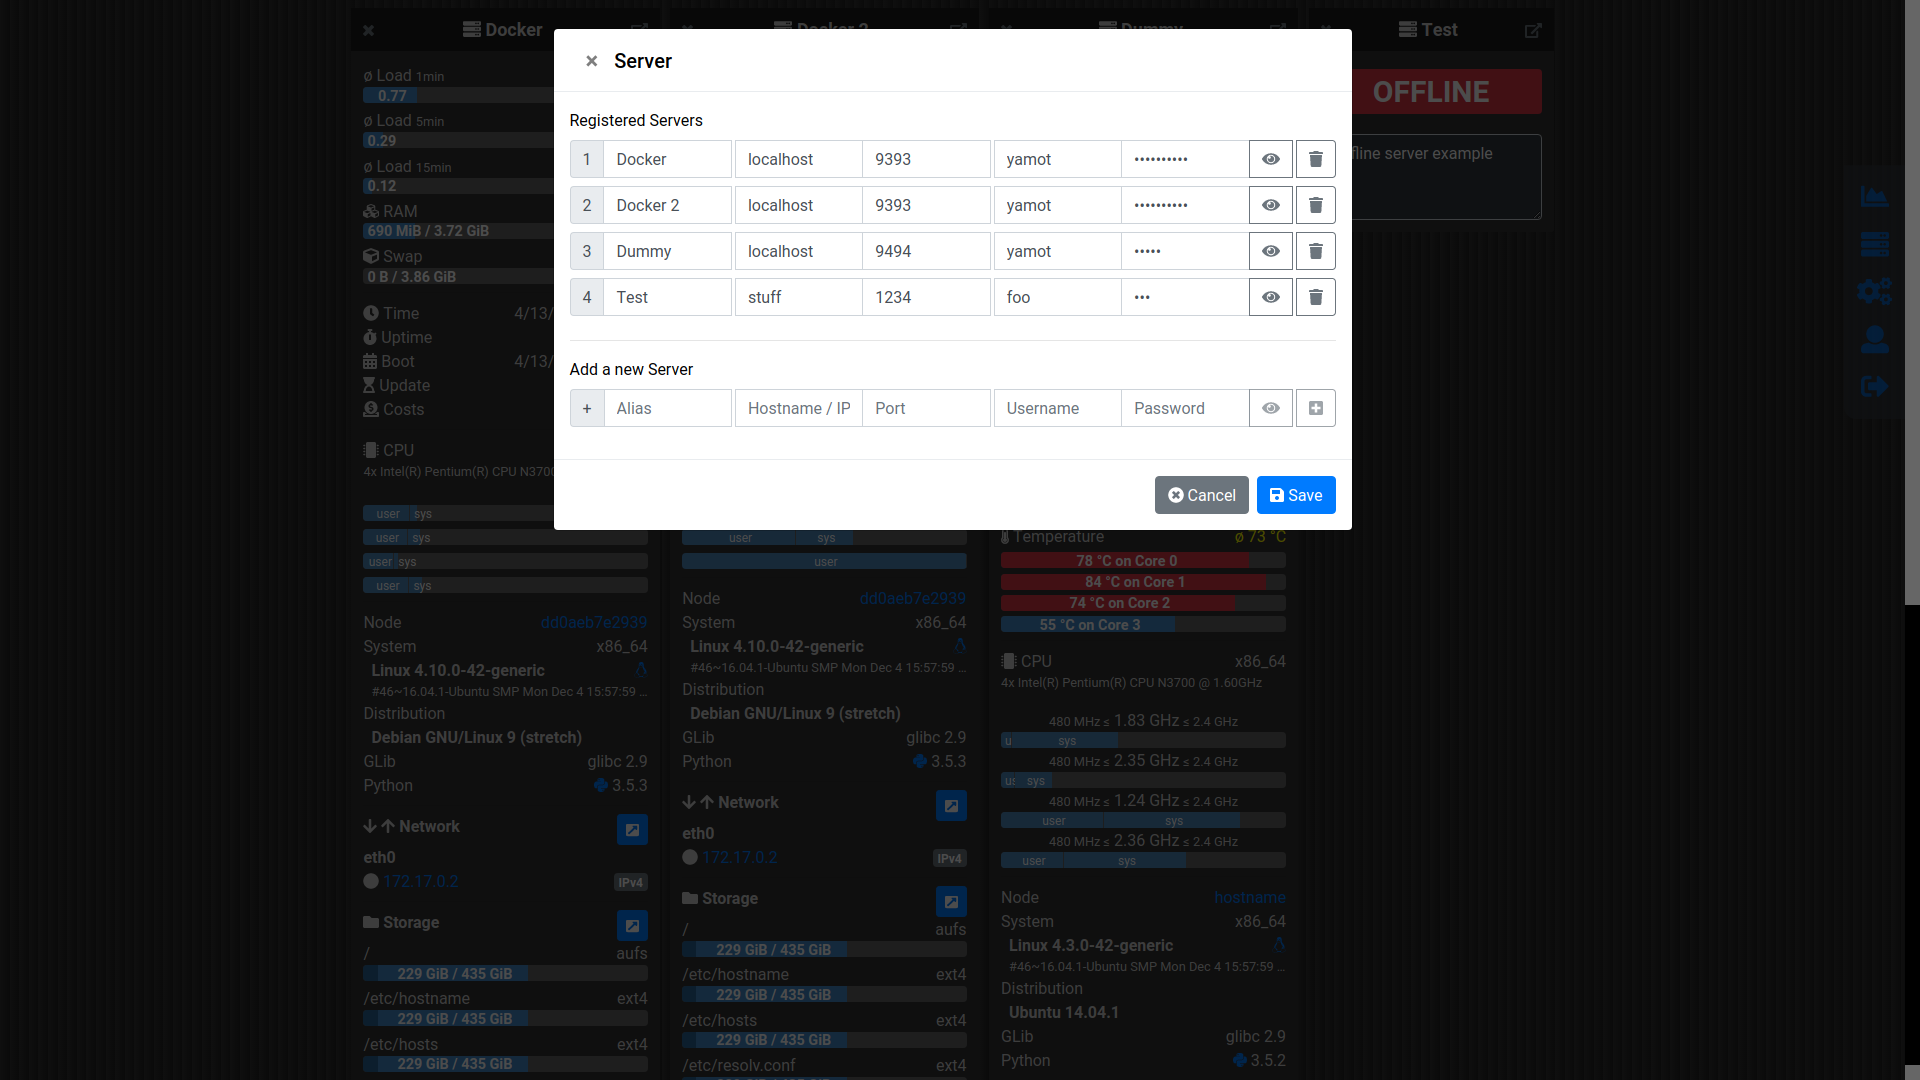 Docker
Docker 2
Dummy
Test
Server
Registered Servers
1 Docker localhost 9393 yamot ••••••••••
2 Docker 2 localhost 9393 yamot ••••••••••
3 Dummy localhost 9494 yamot •••••
4 Test stuff 1234 foo •••
Add a new Server
+ Alias Hostname / IP Port Username Password
Cancel Save
ø Load 1min
0.77
ø Load 5min
0.29
ø Load 15min
0.12
RAM
690 MiB / 3.72 GiB
Swap
0 B / 3.86 GiB
Time 4/13/
Uptime
Boot 4/13/
Update
Costs
CPU
4x Intel(R) Pentium(R) CPU N3700
user sys
user sys
user sys
user sys
Node dd0aeb7e2939
System x86_64
Linux 4.10.0-42-generic
#46~16.04.1-Ubuntu SMP Mon Dec 4 15:57:59 ...
Distribution
Debian GNU/Linux 9 (stretch)
GLib glibc 2.9
Python 3.5.3
Network
eth0
172.17.0.2 IPv4
Storage
/ aufs
229 GiB / 435 GiB
/etc/hostname ext4
229 GiB / 435 GiB
/etc/hosts ext4
229 GiB / 435 GiB
user sys
user
Node dd0aeb7e2939
System x86_64
Linux 4.10.0-42-generic
#46~16.04.1-Ubuntu SMP Mon Dec 4 15:57:59 ...
Distribution
Debian GNU/Linux 9 (stretch)
GLib glibc 2.9
Python 3.5.3
Network
eth0
172.17.0.2 IPv4
Storage
/ aufs
229 GiB / 435 GiB
/etc/hostname ext4
229 GiB / 435 GiB
/etc/hosts ext4
229 GiB / 435 GiB
/etc/resolv.conf ext4
Temperature ø 73 °C
78 °C on Core 0
84 °C on Core 1
74 °C on Core 2
55 °C on Core 3
CPU x86_64
4x Intel(R) Pentium(R) CPU N3700 @ 1.60GHz
480 MHz ≤ 1.83 GHz ≤ 2.4 GHz
u sys
480 MHz ≤ 2.35 GHz ≤ 2.4 GHz
sys
480 MHz ≤ 1.24 GHz ≤ 2.4 GHz
user sys
480 MHz ≤ 2.36 GHz ≤ 2.4 GHz
user sys
Node hostname
System x86_64
Linux 4.3.0-42-generic
#46~16.04.1-Ubuntu SMP Mon Dec 4 15:57:59 ...
Distribution
Ubuntu 14.04.1
GLib glibc 2.9
Python 3.5.2
OFFLINE
fline server example